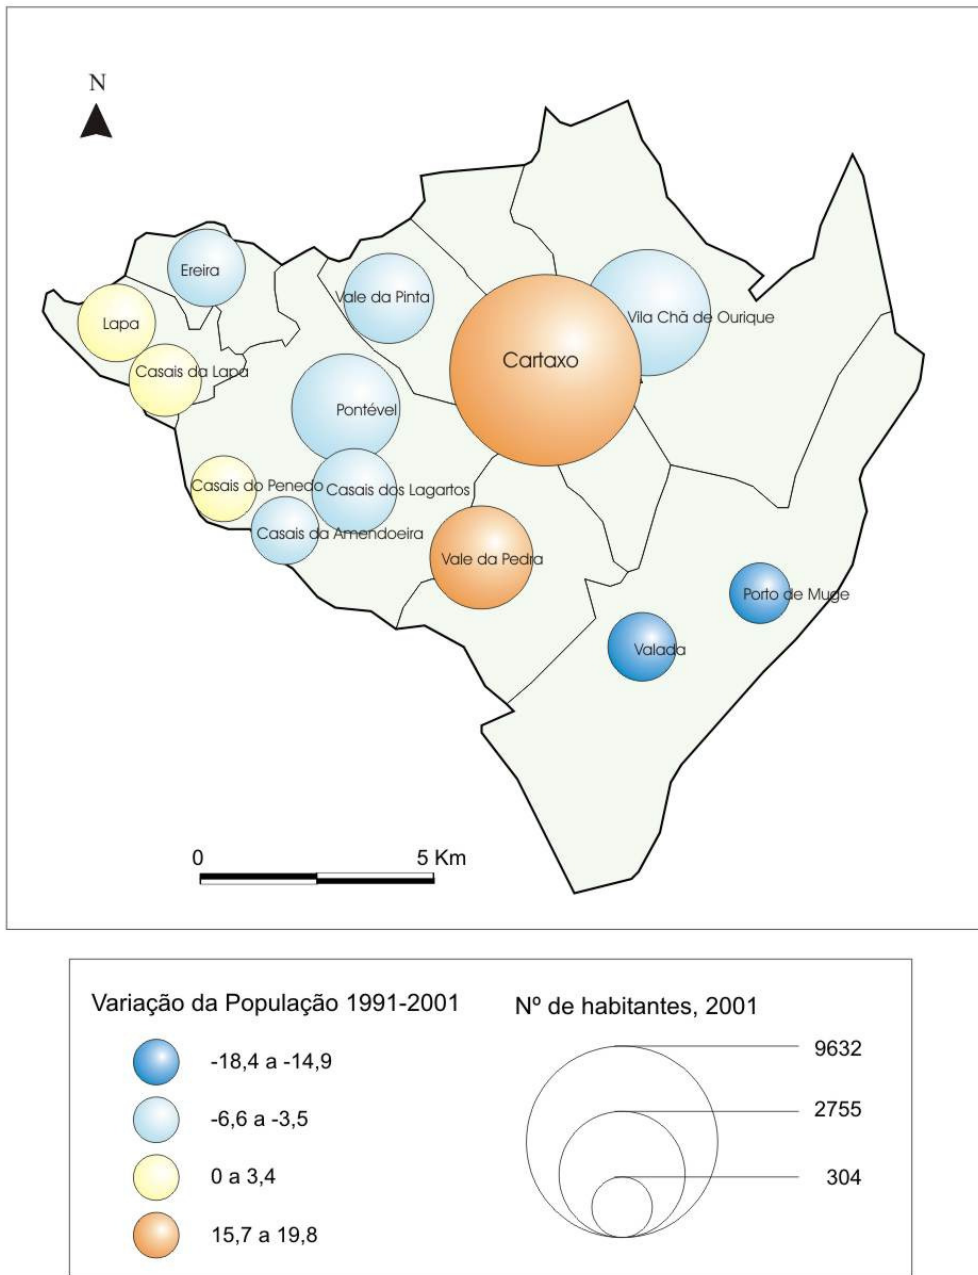 N
Ereira
Vale da Pinta
Lapa
Vila Chã de Ourique
Cartaxo
Casais da Lapa
Pontével
Casais do Penedo
Casais dos Lagartos
Casais da Amendoeira
Vale da Pedra
Porto de Muge
Valada
0 5 Km
Variação da População 1991-2001
-18,4 a -14,9
-6,6 a -3,5
0 a 3,4
15,7 a 19,8
Nº de habitantes, 2001
9632
2755
304